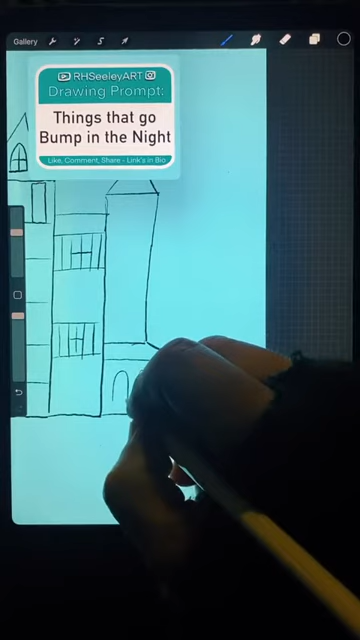 Gallery
RHSeeleyART
Drawing Prompt:
Things that go
Bump in the Night
Like, Comment, Share - Link's in Bio